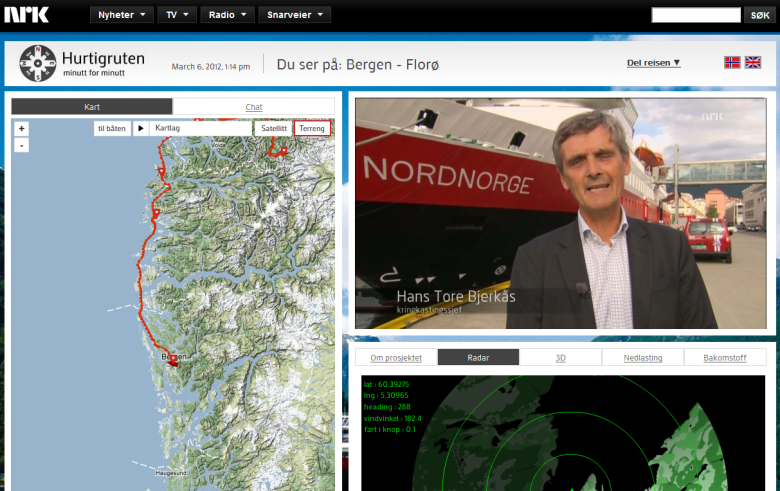 nrk
Nyheter
TV
Radio
Snarveier
SØK
Hurtigruten
minutt for minutt
March 6, 2012, 1:14 pm
Du ser på: Bergen - Florø
Del reisen ▼
Kart
Chat
+
-
til båten
Kartlag
Satellitt
Terreng
Bergen
Haugesund
nrk
NORDNORGE
Hans Tore Bjerkås
kringkastingssjef
Om prosjektet
Radar
3D
Nedlasting
Bakomstoff
lat : 60.39275
lng : 5.30965
heading : 288
vindvinkel : 182.4
fart i knop : 0.1